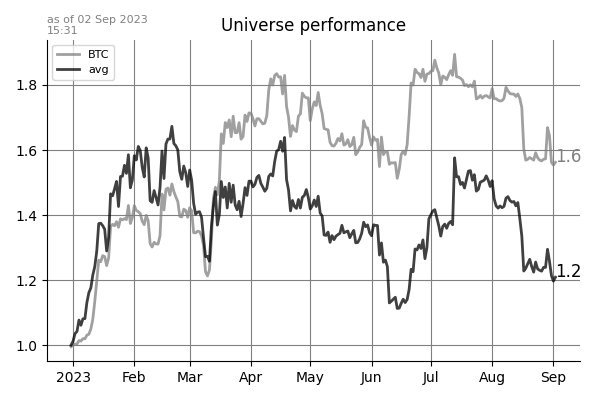 as of 02 Sep 2023
15:31
Universe performance
BTC
avg
1.8
1.6
1.4
1.2
1.0
1.6
1.2
2023 Feb Mar Apr May Jun Jul Aug Sep